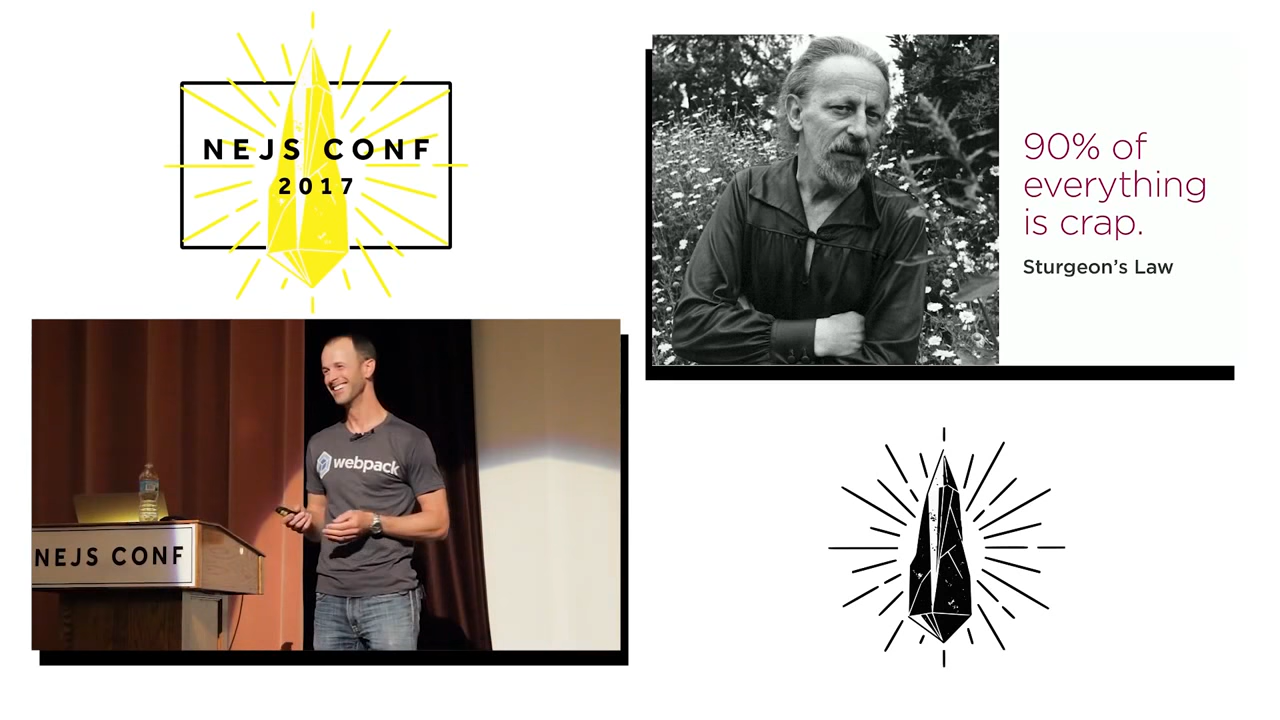 NEJS CONF
2017
90% of
everything
is crap.
Sturgeon's Law
webpack
NEJS CONF